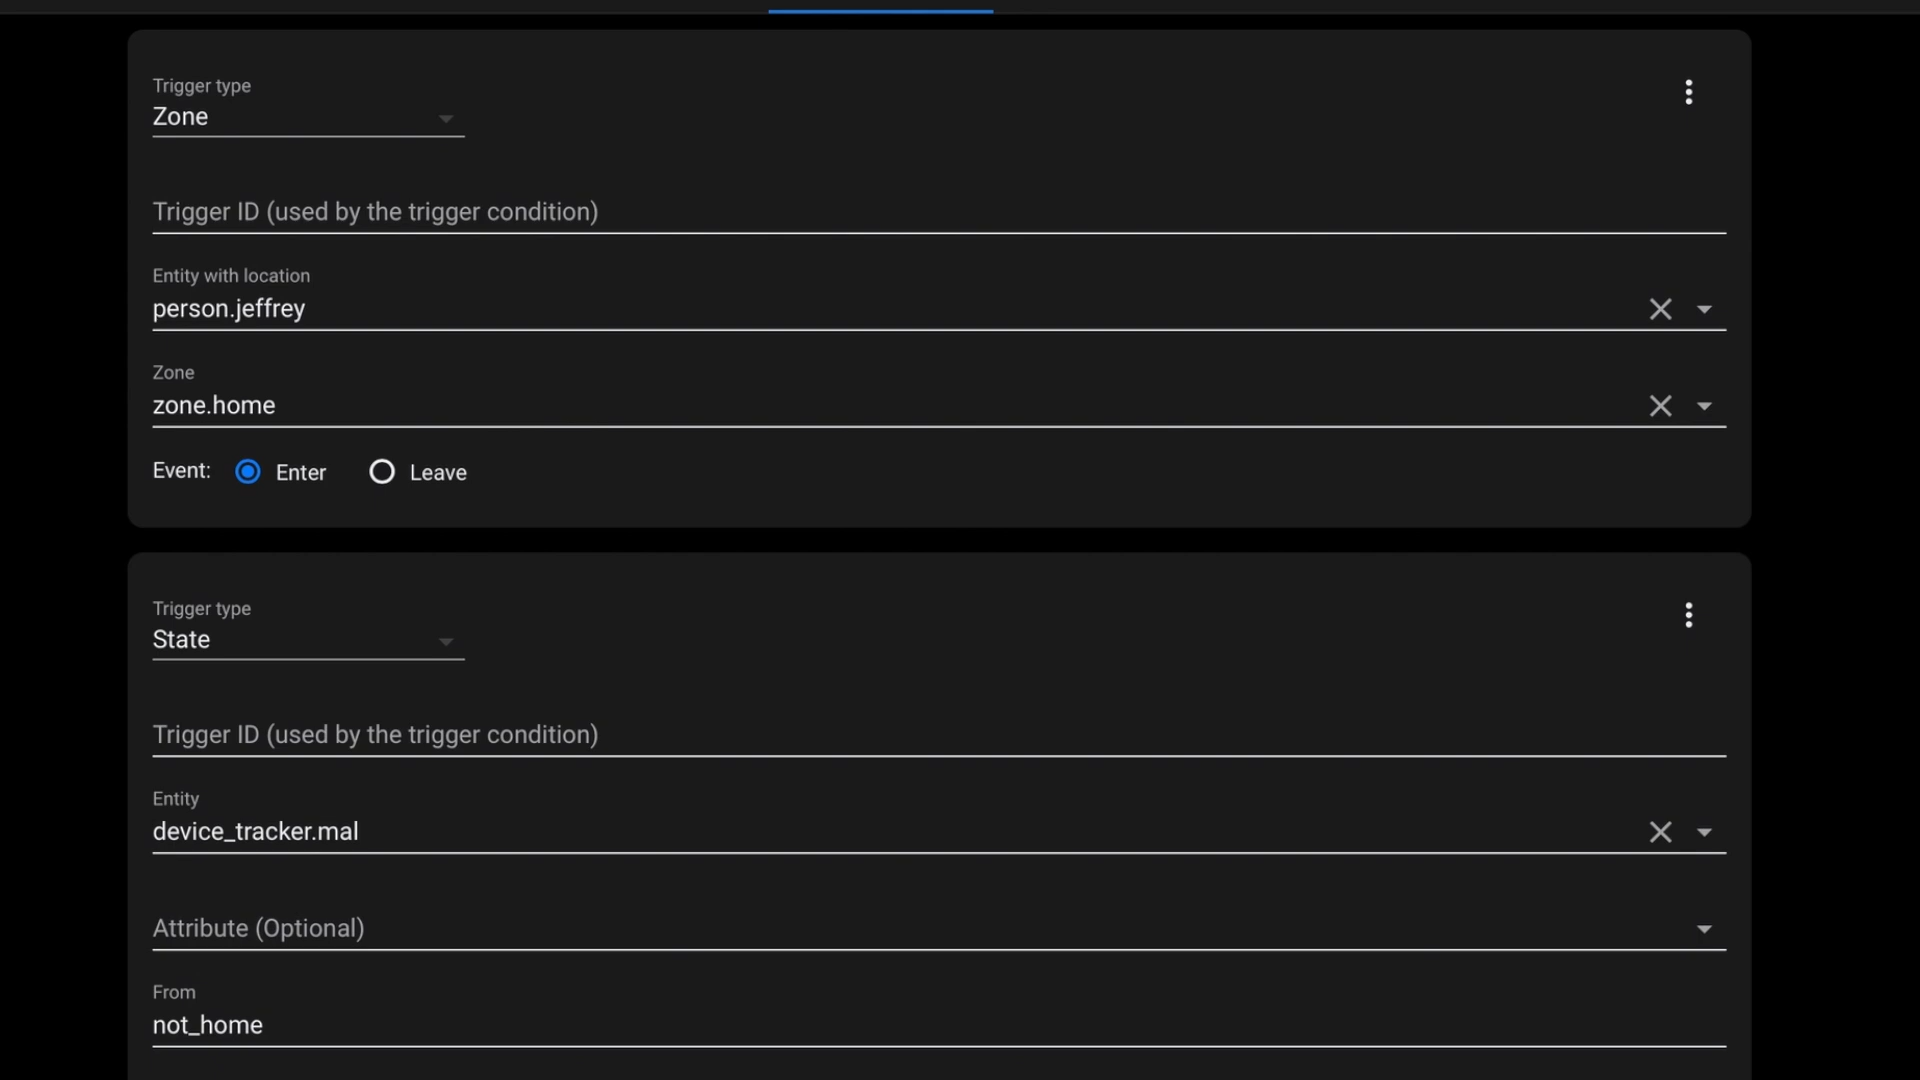 Trigger type
Zone
Trigger ID (used by the trigger condition)
Entity with location
person.jeffrey
Zone
zone.home
Event: Enter Leave
Trigger type
State
Trigger ID (used by the trigger condition)
Entity
device_tracker.mal
Attribute (Optional)
From
not_home